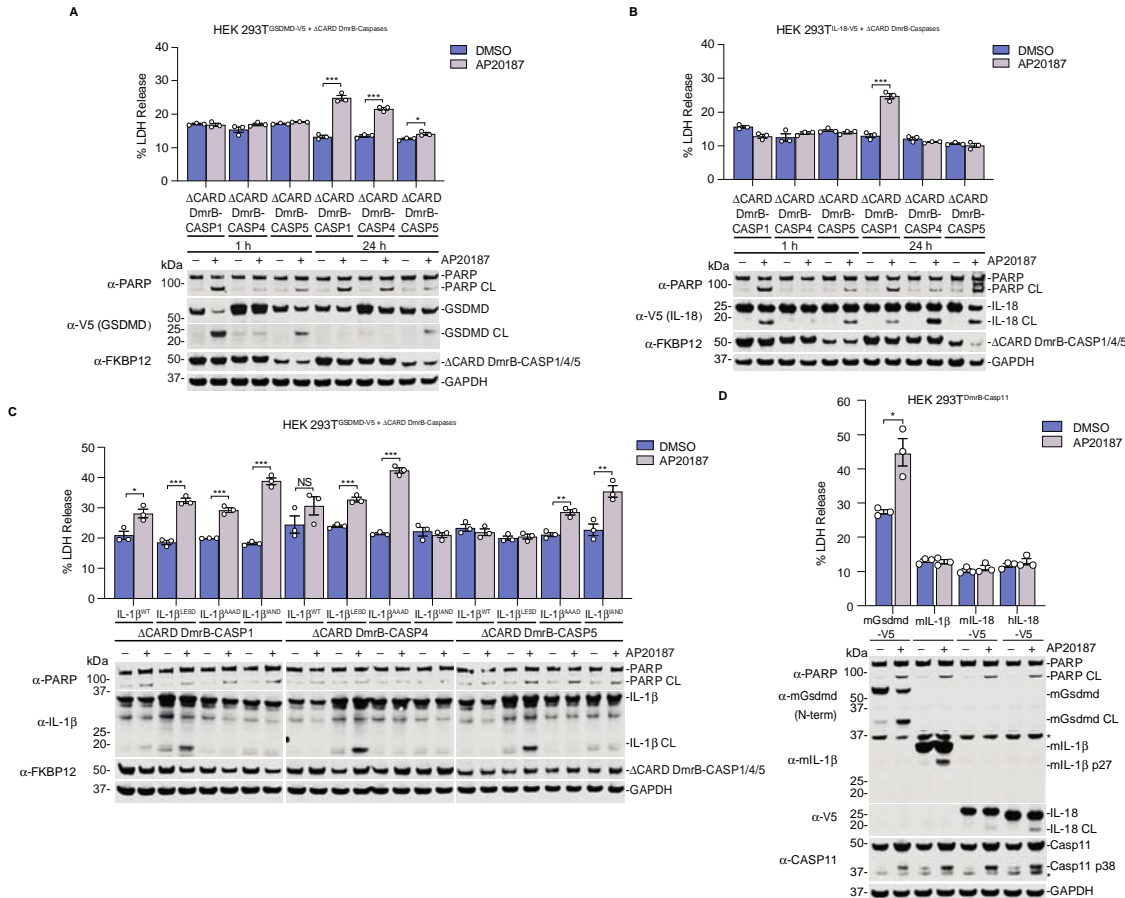 A
HEK 293T^GSDMD-V5 + ΔCARD DmrB-Caspases
DMSO
AP20187
% LDH Release
40
30
20
10
0
*** *** *
ΔCARD ΔCARD ΔCARD ΔCARD ΔCARD ΔCARD
DmrB- DmrB- DmrB- DmrB- DmrB- DmrB-
CASP1 CASP4 CASP5 CASP1 CASP4 CASP5
1 h 24 h
kDa – + – + – + – + – + – + AP20187
α-PARP 100- -PARP
-PARP CL
α-V5 (GSDMD) 50- -GSDMD
25- -GSDMD CL
20-
α-FKBP12 50- -ΔCARD DmrB-CASP1/4/5
37- -GAPDH
B
HEK 293T^IL-18-V5 + ΔCARD DmrB-Caspases
DMSO
AP20187
% LDH Release
40
30
20
10
0
***
ΔCARD ΔCARD ΔCARD ΔCARD ΔCARD ΔCARD
DmrB- DmrB- DmrB- DmrB- DmrB- DmrB-
CASP1 CASP4 CASP5 CASP1 CASP4 CASP5
1 h 24 h
kDa – + – + – + – + – + – + AP20187
α-PARP 100- -PARP
-PARP CL
α-V5 (IL-18) 25- -IL-18
20- -IL-18 CL
α-FKBP12 50- -ΔCARD DmrB-CASP1/4/5
37- -GAPDH
C
HEK 293T^GSDMD-V5 + ΔCARD DmrB-Caspases
DMSO
AP20187
% LDH Release
50
40
30
20
10
0
* *** *** *** NS *** *** ** **
IL-1β^WT IL-1β^LESD IL-1β^AAAD IL-1β^IAND IL-1β^WT IL-1β^LESD IL-1β^AAAD IL-1β^IAND IL-1β^WT IL-1β^LESD IL-1β^AAAD IL-1β^IAND
ΔCARD DmrB-CASP1 ΔCARD DmrB-CASP4 ΔCARD DmrB-CASP5
kDa – + – + – + – + – + – + – + – + – + – + – + – + AP20187
α-PARP 100- -PARP
-PARP CL
37-
α-IL-1β -IL-1β
25-
20- -IL-1β CL
α-FKBP12 50- -ΔCARD DmrB-CASP1/4/5
37- -GAPDH
D
HEK 293T^DmrB-Casp11
DMSO
AP20187
% LDH Release
60
50
40
30
20
10
0
*
mGsdmd mIL-1β mIL-18 hIL-18
-V5 -V5 -V5
kDa – + – + – + – + AP20187
α-PARP 100- -PARP
-PARP CL
α-mGsdmd 50- -mGsdmd
(N-term) 37- -mGsdmd CL
37- *
α-mIL-1β -mIL-1β
-mIL-1β p27
25-
20-
α-V5 25- -IL-18
20- -IL-18 CL
α-CASP11 50- -Casp11
-Casp11 p38
37- *
37- -GAPDH